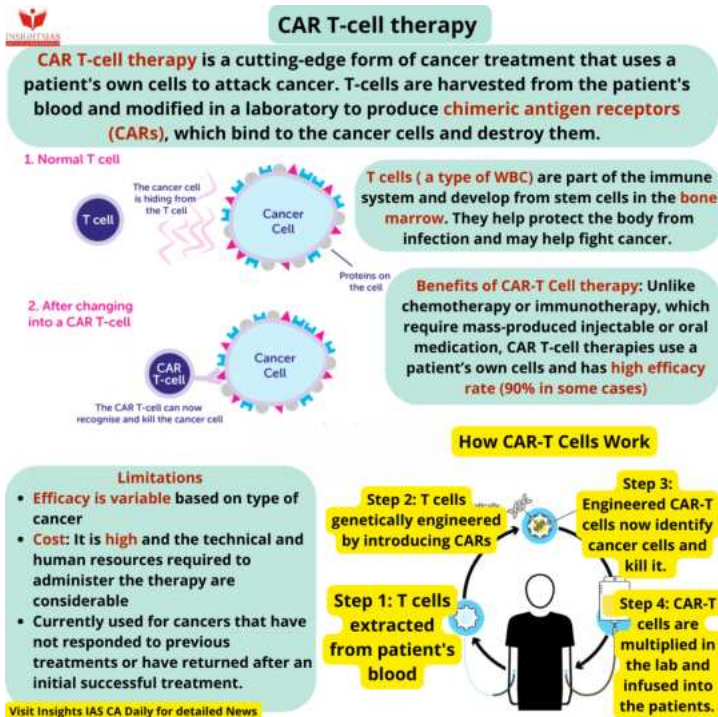 INSIGHTSIAS
CAR T-cell therapy
CAR T-cell therapy is a cutting-edge form of cancer treatment that uses a
patient's own cells to attack cancer. T-cells are harvested from the patient's
blood and modified in a laboratory to produce chimeric antigen receptors
(CARs), which bind to the cancer cells and destroy them.
1. Normal T cell
The cancer cell
is hiding from
the T cell
T cell
Cancer
Cell
Proteins on
the cell
T cells ( a type of WBC) are part of the immune
system and develop from stem cells in the bone
marrow. They help protect the body from
infection and may help fight cancer.
2. After changing
into a CAR T-cell
CAR
T-cell
Cancer
Cell
The CAR T-cell can now
recognise and kill the cancer cell
Benefits of CAR-T Cell therapy: Unlike
chemotherapy or immunotherapy, which
require mass-produced injectable or oral
medication, CAR T-cell therapies use a
patient's own cells and has high efficacy
rate (90% in some cases)
Limitations
• Efficacy is variable based on type of
cancer
• Cost: It is high and the technical and
human resources required to
administer the therapy are
considerable
• Currently used for cancers that have
not responded to previous
treatments or have returned after an
initial successful treatment.
Visit Insights IAS CA Daily for detailed News
How CAR-T Cells Work
Step 1: T cells
extracted
from patient's
blood
Step 2: T cells
genetically engineered
by introducing CARs
Step 3:
Engineered CAR-T
cells now identify
cancer cells and
kill it.
Step 4: CAR-T
cells are
multiplied in
the lab and
infused into
the patients.